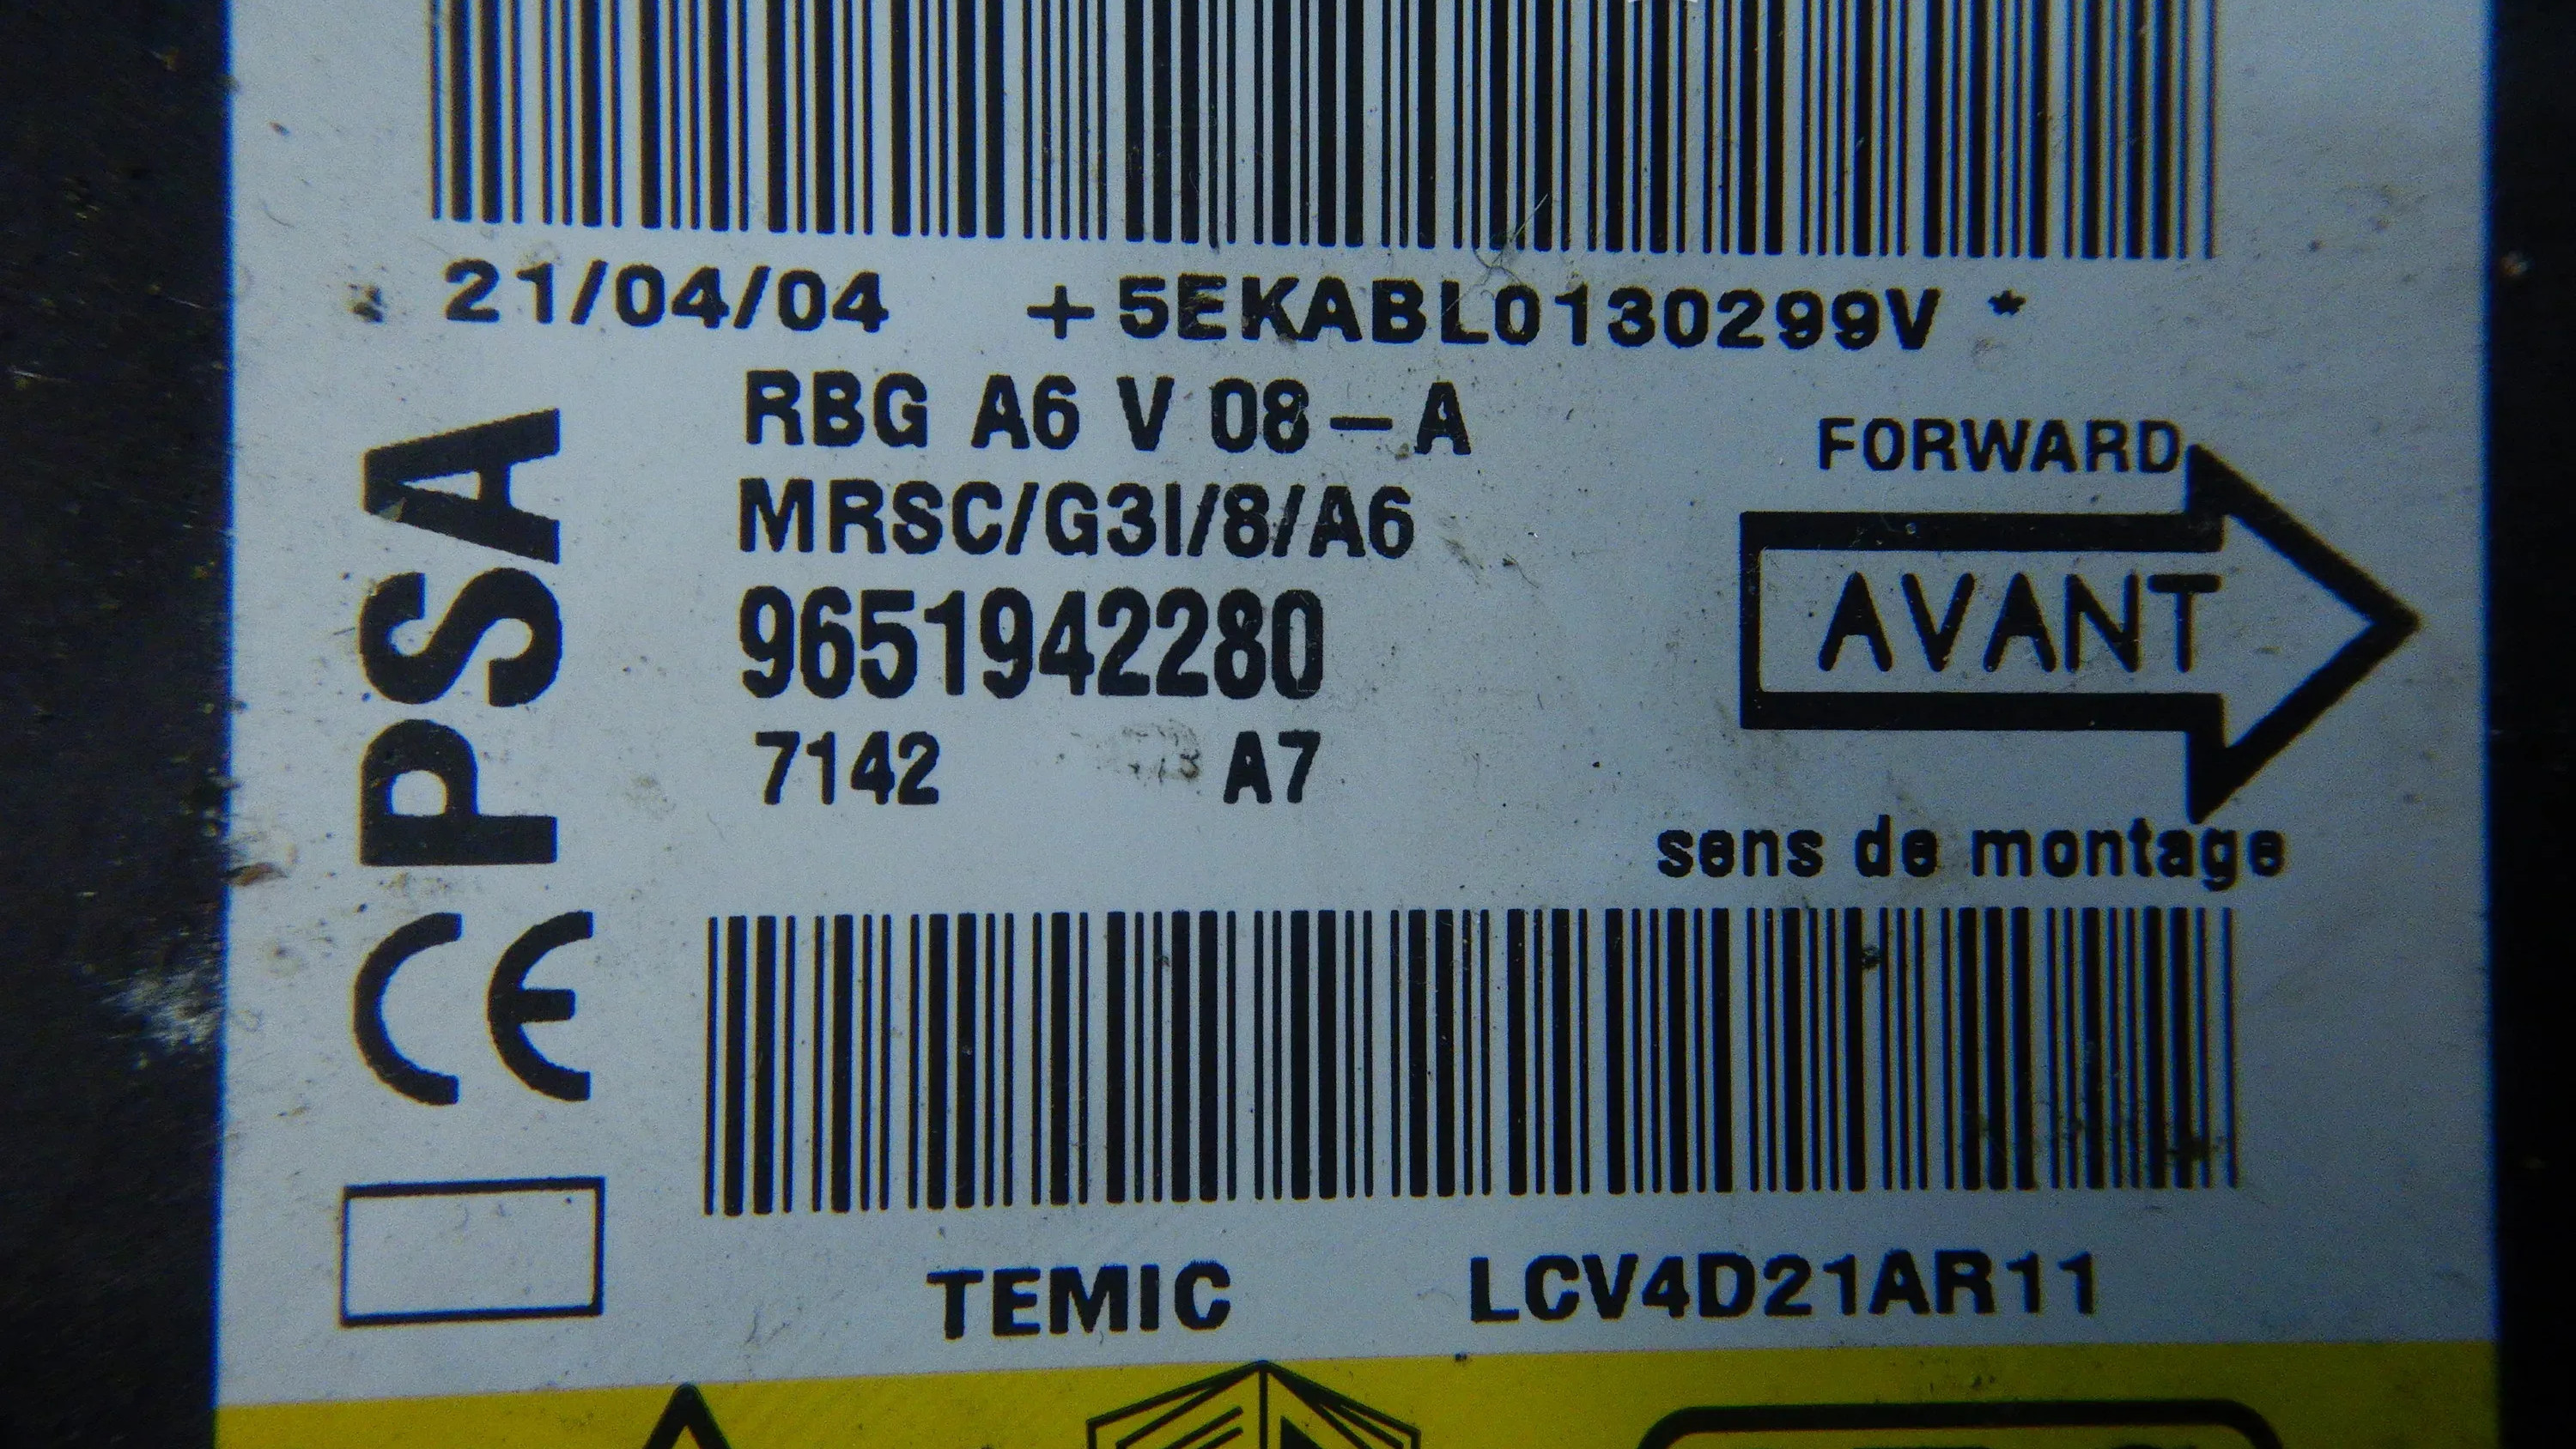 21/04/04 +5EKABL0130299V *
RBG A6 V 08-A
MRSC/G3I/8/A6
9651942280
7142 A7
PSA
CE
FORWARD
AVANT
sens de montage
TEMIC LCV4D21AR11